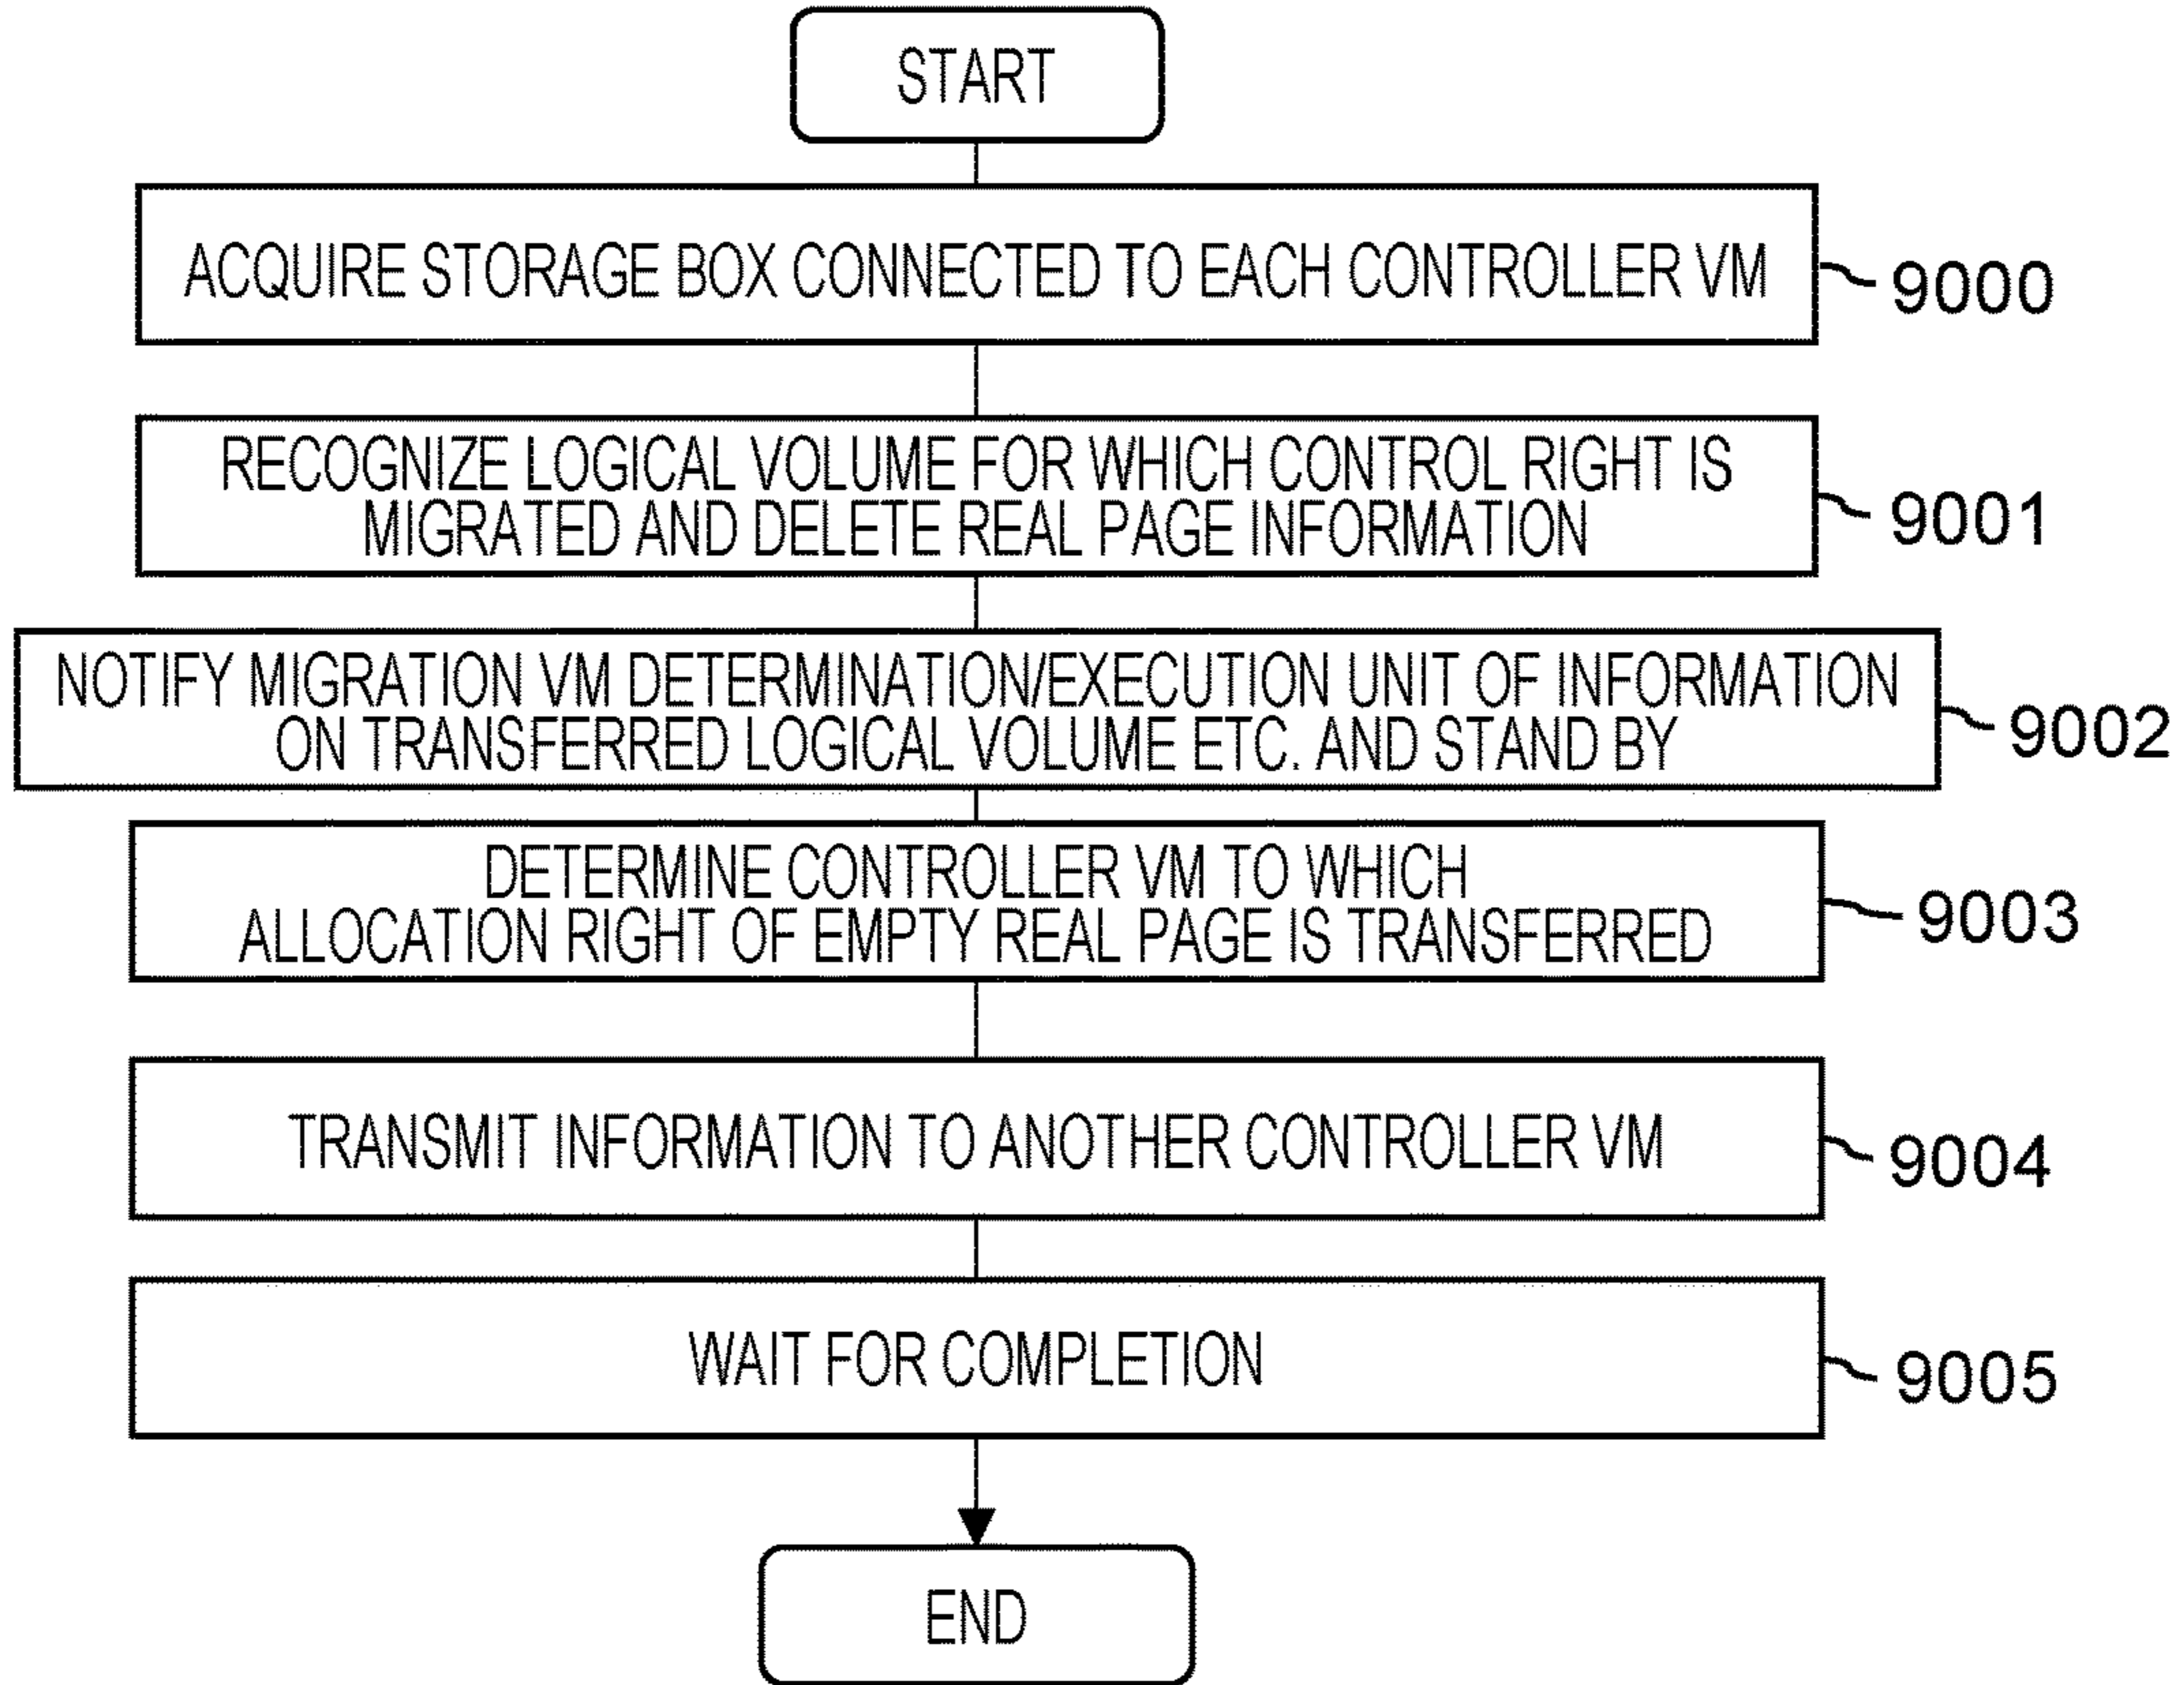 START
ACQUIRE STORAGE BOX CONNECTED TO EACH CONTROLLER VM
9000
RECOGNIZE LOGICAL VOLUME FOR WHICH CONTROL RIGHT IS
MIGRATED AND DELETE REAL PAGE INFORMATION
9001
NOTIFY MIGRATION VM DETERMINATION/EXECUTION UNIT OF INFORMATION
ON TRANSFERRED LOGICAL VOLUME ETC. AND STAND BY
9002
DETERMINE CONTROLLER VM TO WHICH
ALLOCATION RIGHT OF EMPTY REAL PAGE IS TRANSFERRED
9003
TRANSMIT INFORMATION TO ANOTHER CONTROLLER VM
9004
WAIT FOR COMPLETION
9005
END